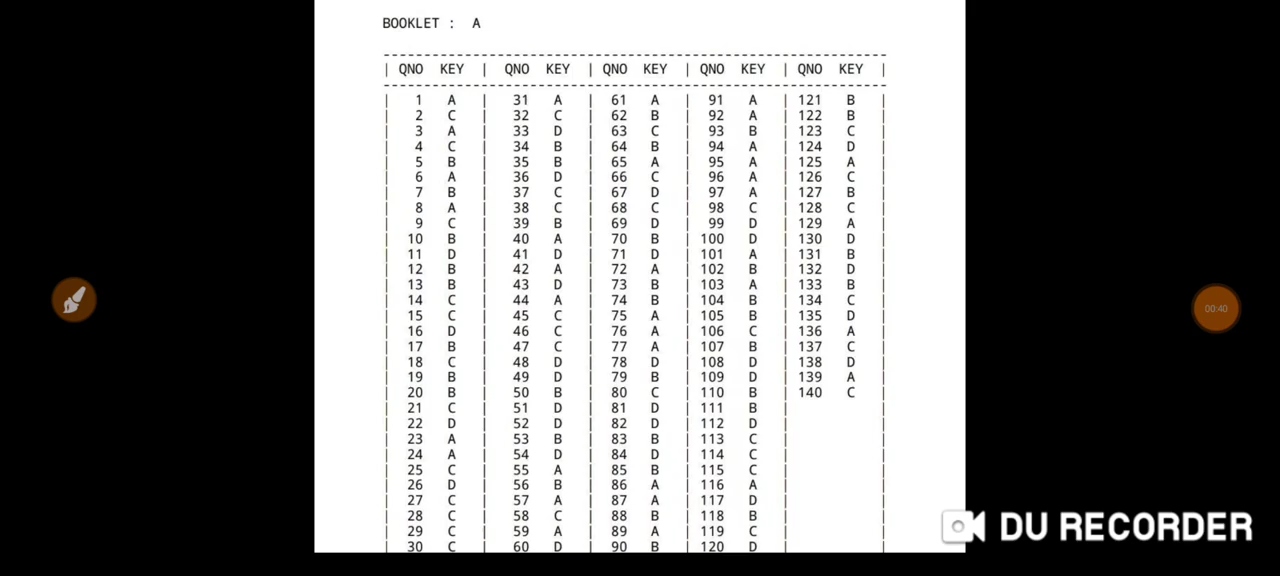 BOOKLET : A
| QNO KEY | QNO KEY | QNO KEY | QNO KEY | QNO KEY |
| 1 A | 31 A | 61 A | 91 A | 121 B |
| 2 C | 32 C | 62 B | 92 A | 122 B |
| 3 A | 33 D | 63 C | 93 B | 123 C |
| 4 C | 34 B | 64 B | 94 A | 124 D |
| 5 B | 35 B | 65 A | 95 A | 125 A |
| 6 A | 36 D | 66 C | 96 A | 126 C |
| 7 B | 37 C | 67 D | 97 A | 127 B |
| 8 A | 38 C | 68 C | 98 C | 128 C |
| 9 C | 39 B | 69 D | 99 D | 129 A |
| 10 B | 40 A | 70 B | 100 D | 130 D |
| 11 D | 41 D | 71 D | 101 A | 131 B |
| 12 B | 42 A | 72 A | 102 B | 132 D |
| 13 B | 43 D | 73 B | 103 A | 133 B |
| 14 C | 44 A | 74 B | 104 B | 134 C |
| 15 C | 45 C | 75 A | 105 B | 135 D |
| 16 D | 46 C | 76 A | 106 C | 136 A |
| 17 B | 47 C | 77 A | 107 B | 137 C |
| 18 C | 48 D | 78 D | 108 D | 138 D |
| 19 B | 49 D | 79 B | 109 D | 139 A |
| 20 B | 50 B | 80 C | 110 B | 140 C |
| 21 C | 51 D | 81 D | 111 B | |
| 22 D | 52 D | 82 D | 112 D | |
| 23 A | 53 B | 83 B | 113 C | |
| 24 A | 54 D | 84 D | 114 C | |
| 25 C | 55 A | 85 B | 115 C | |
| 26 D | 56 B | 86 A | 116 A | |
| 27 C | 57 A | 87 A | 117 D | |
| 28 C | 58 C | 88 B | 118 B | |
| 29 C | 59 A | 89 A | 119 C | |
| 30 C | 60 D | 90 B | 120 D | |
00:40
DU RECORDER